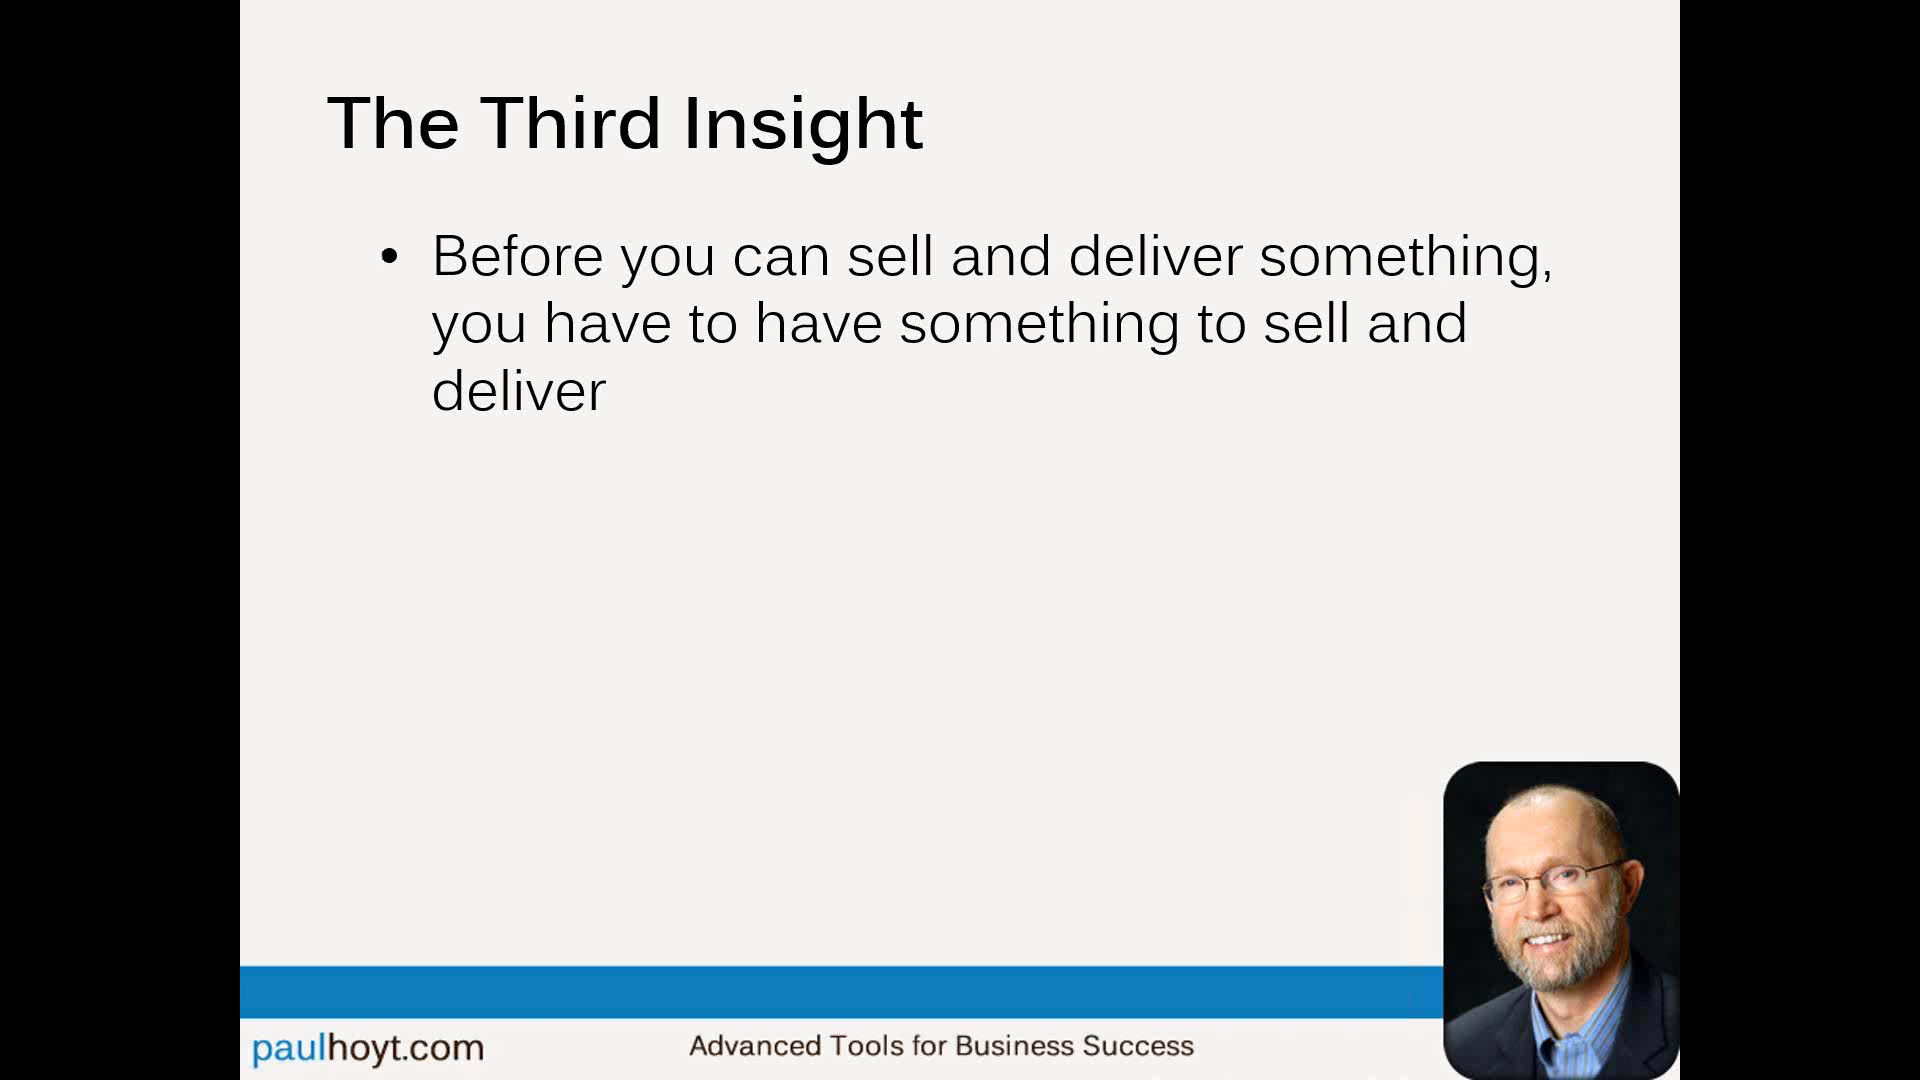 The Third Insight
• Before you can sell and deliver something,
you have to have something to sell and
deliver
paulhoyt.com
Advanced Tools for Business Success